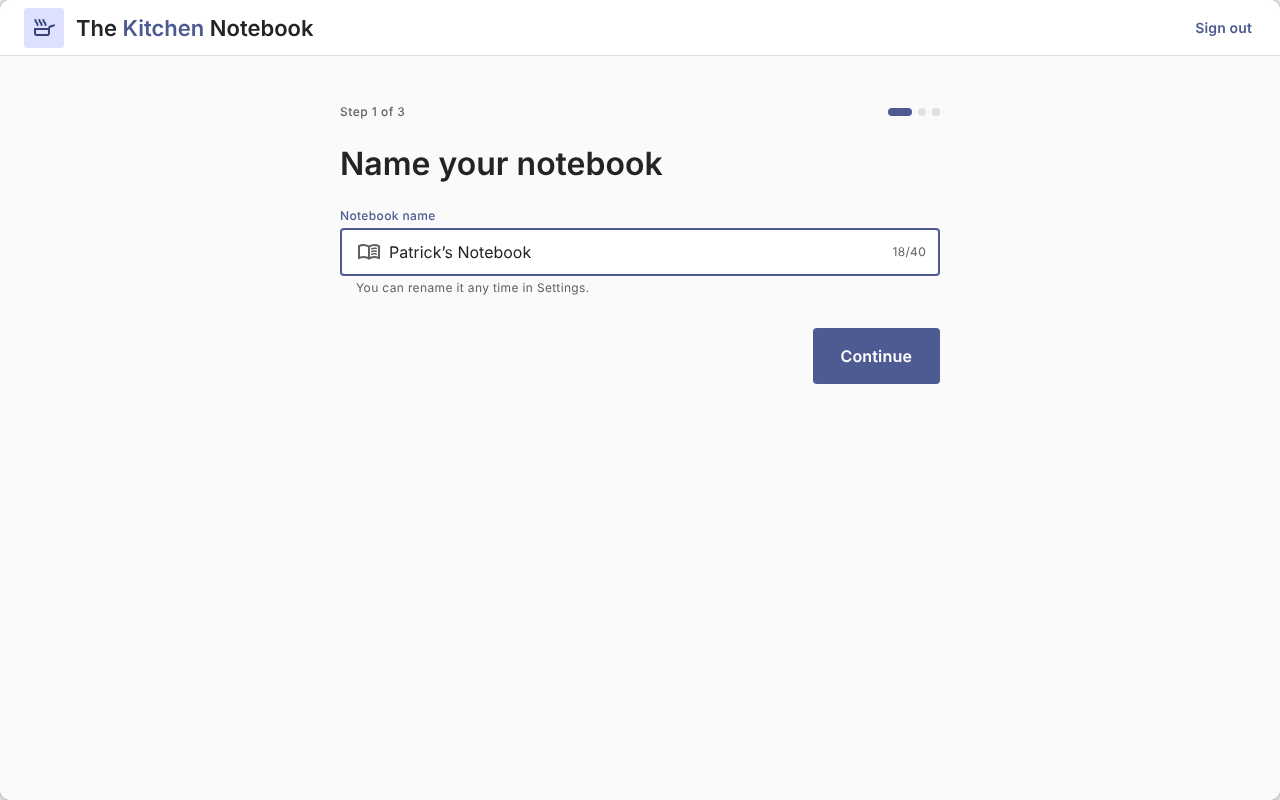 The Kitchen Notebook
Sign out
Step 1 of 3
Name your notebook
Notebook name
Patrick’s Notebook
18/40
You can rename it any time in Settings.
Continue